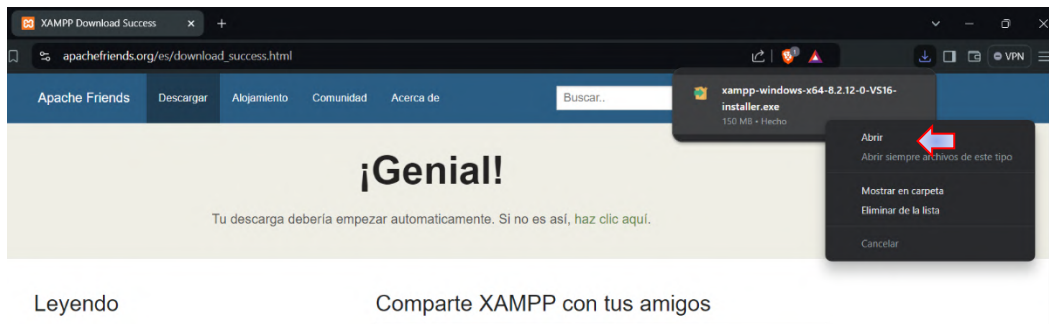 XAMPP Download Succ
apachefriends.org/es/download_success.html
VPN
Apache Friends
Descargar
Alojamiento
Comunidad
Acerca de
Buscar..
xampp-windows-x64-8.2.12-0-VS16-
installer.exe
150 MB • Hecho
Abrir
Abrir siempre archivos de este tipo
Mostrar en carpeta
Eliminar de la lista
Cancelar
¡Genial!
Tu descarga debería empezar automaticamente. Si no es así, haz clic aquí.
Leyendo
Comparte XAMPP con tus amigos